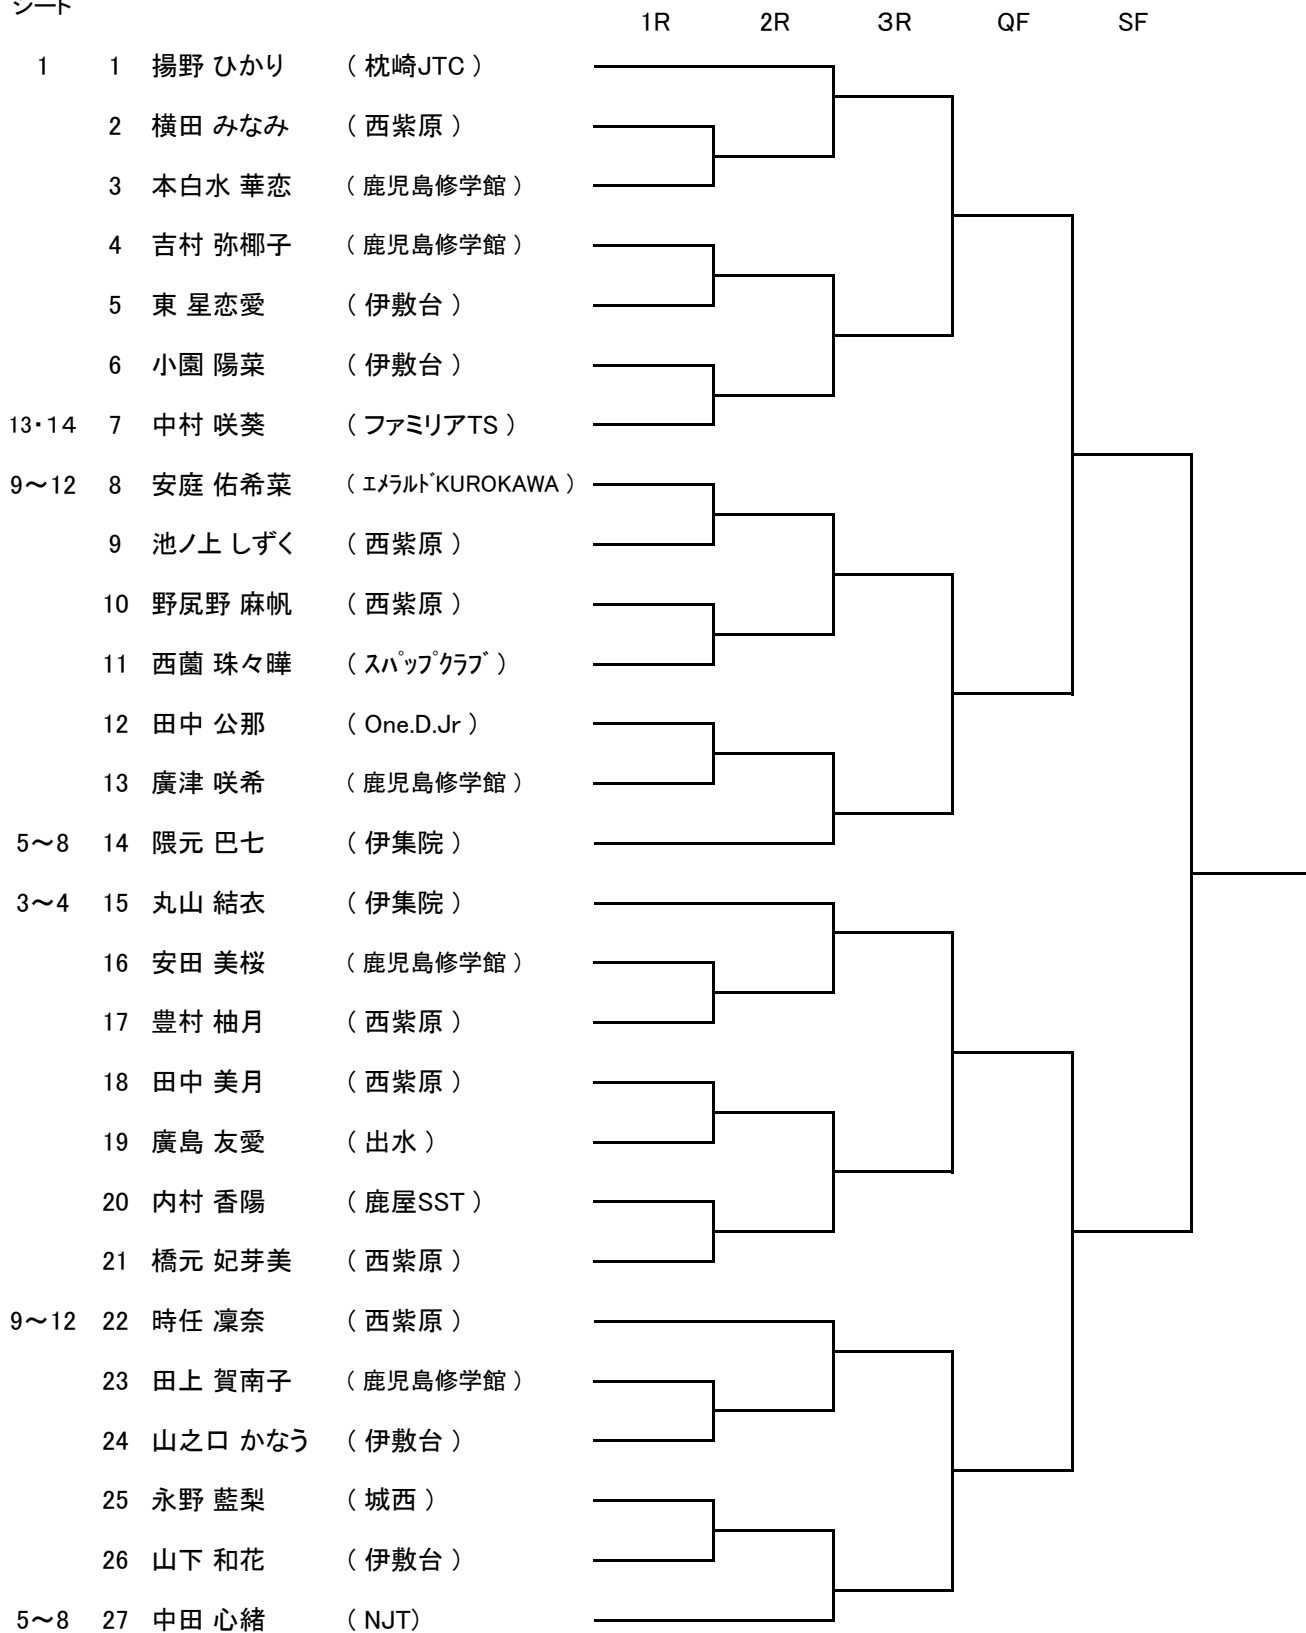 シード
1R 2R 3R QF SF
1 1 揚野 ひかり ( 枕崎JTC )
2 横田 みなみ ( 西紫原 )
3 本白水 華恋 ( 鹿児島修学館 )
4 吉村 弥椰子 ( 鹿児島修学館 )
5 東 星恋愛 ( 伊敷台 )
6 小園 陽菜 ( 伊敷台 )
13・14 7 中村 咲葵 ( ファミリアTS )
9～12 8 安庭 佑希菜 ( ｴﾒﾗﾙﾄﾞKUROKAWA )
9 池ノ上 しずく ( 西紫原 )
10 野尻野 麻帆 ( 西紫原 )
11 西薗 珠々曄 ( ｽﾊﾟｯﾌﾟｸﾗﾌﾞ )
12 田中 公那 ( One.D.Jr )
13 廣津 咲希 ( 鹿児島修学館 )
5～8 14 隈元 巴七 ( 伊集院 )
3～4 15 丸山 結衣 ( 伊集院 )
16 安田 美桜 ( 鹿児島修学館 )
17 豊村 柚月 ( 西紫原 )
18 田中 美月 ( 西紫原 )
19 廣島 友愛 ( 出水 )
20 内村 香陽 ( 鹿屋SST )
21 橋元 妃芽美 ( 西紫原 )
9～12 22 時任 凜奈 ( 西紫原 )
23 田上 賀南子 ( 鹿児島修学館 )
24 山之口 かなう ( 伊敷台 )
25 永野 藍梨 ( 城西 )
26 山下 和花 ( 伊敷台 )
5～8 27 中田 心緒 ( NJT)